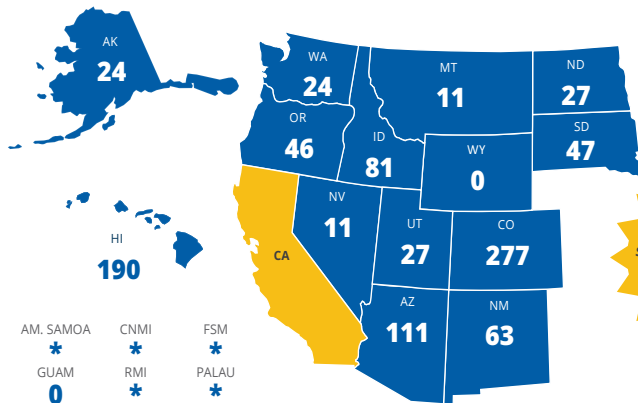 AK
24
WA
24
MT
11
ND
27
OR
46
ID
81
WY
0
SD
47
HI
190
CA
NV
11
UT
27
CO
277
AZ
111
NM
63
AM. SAMOA CNMI FSM
* * *
GUAM RMI PALAU
0 * *